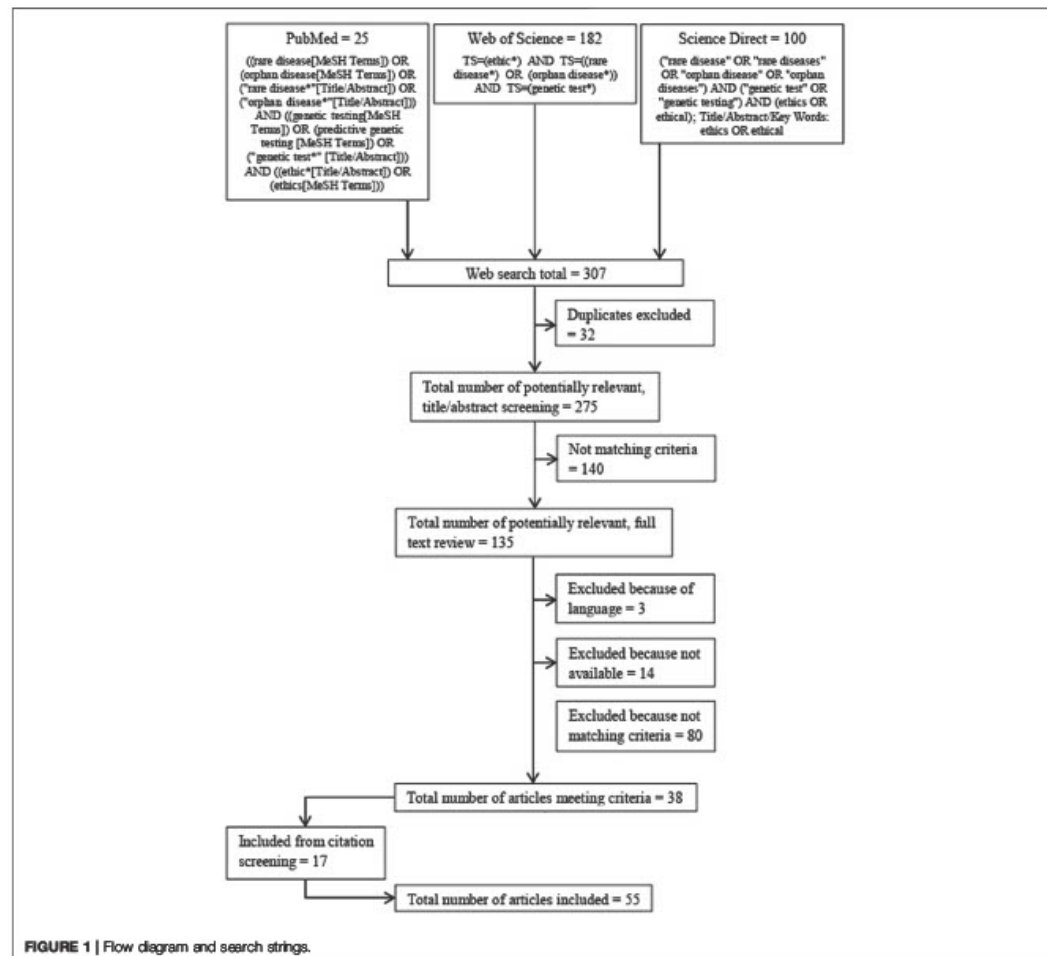 PubMed = 25
((rare disease[MeSH Terms]) OR
(orphan disease[MeSH Terms]) OR
("rare disease*"[Title/Abstract]) OR
("orphan disease*"[Title/Abstract]))
AND ((genetic testing[MeSH
Terms]) OR (predictive genetic
testing [MeSH Terms]) OR
("genetic test*" [Title/Abstract]))
AND ((ethic*[Title/Abstract]) OR
(ethics[MeSH Terms]))
Web of Science = 182
TS=(ethic*) AND TS=((rare
disease*) OR (orphan disease*))
AND TS=(genetic test*)
Science Direct = 100
("rare disease" OR "rare diseases"
OR "orphan disease" OR "orphan
diseases") AND ("genetic test" OR
"genetic testing") AND (ethics OR
ethical); Title/Abstract/Key Words:
ethics OR ethical
Web search total = 307
Duplicates excluded
= 32
Total number of potentially relevant,
title/abstract screening = 275
Not matching criteria
= 140
Total number of potentially relevant, full
text review = 135
Excluded because of
language = 3
Excluded because not
available = 14
Excluded because not
matching criteria = 80
Total number of articles meeting criteria = 38
Included from citation
screening = 17
Total number of articles included = 55
FIGURE 1 | Flow diagram and search strings.